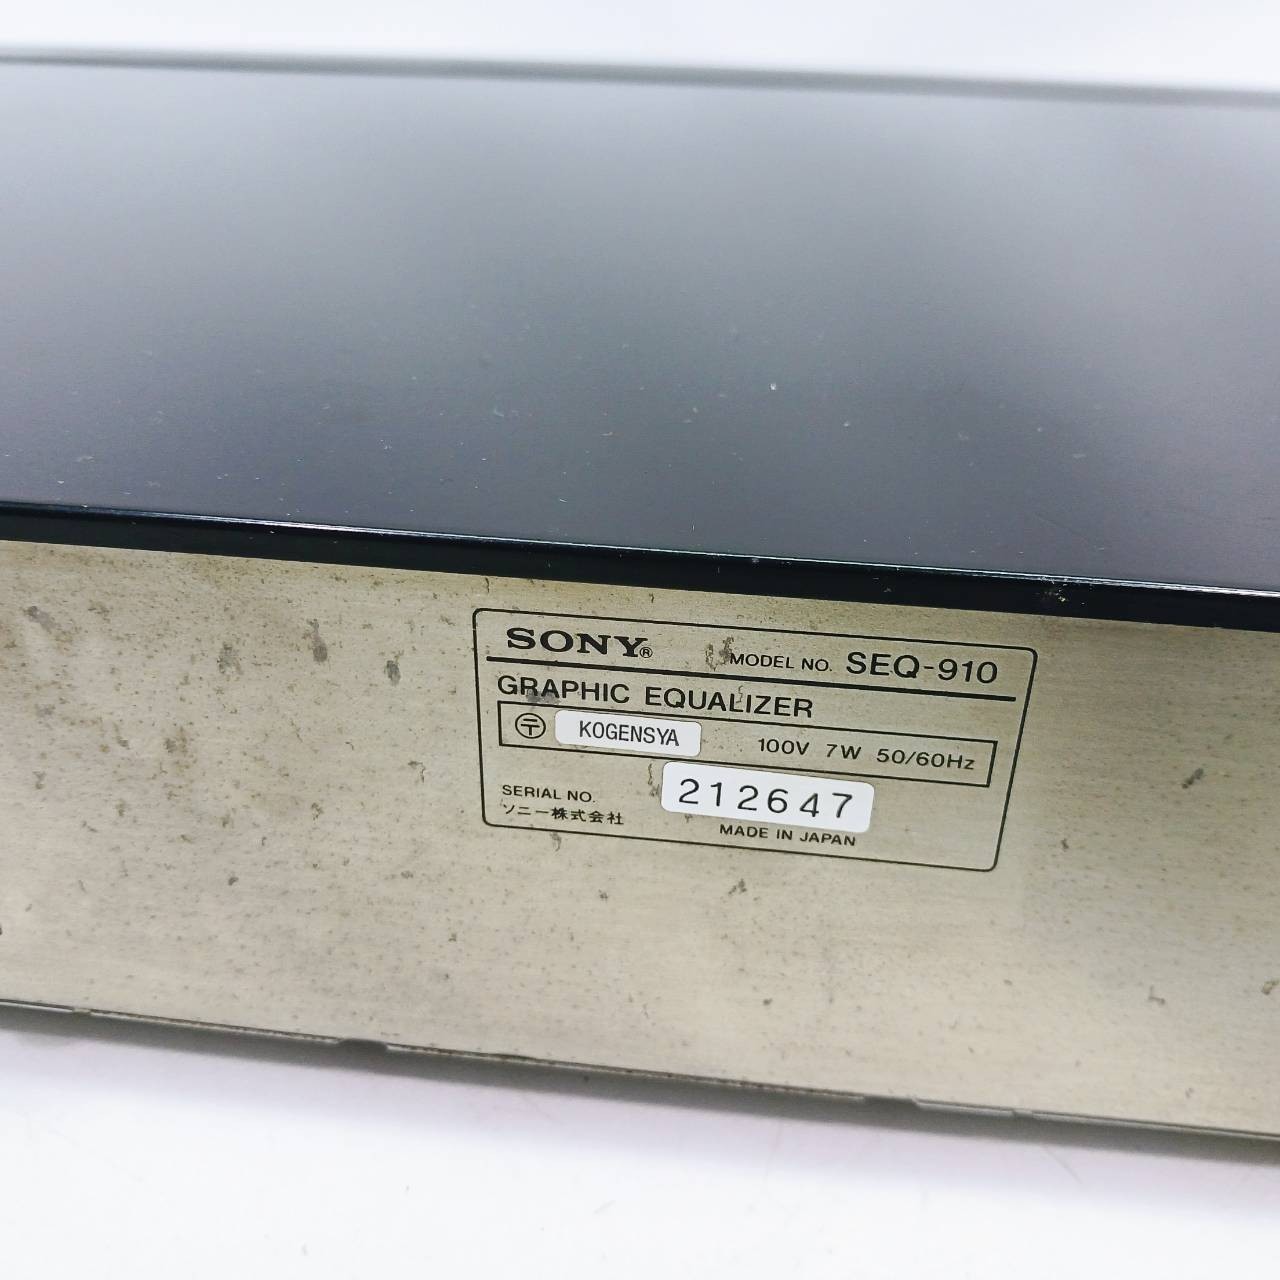 SONY® MODEL NO. SEQ-910
GRAPHIC EQUALIZER
〒 KOGENSYA 100V 7W 50/60Hz
SERIAL NO. 212647
ソニー株式会社 MADE IN JAPAN